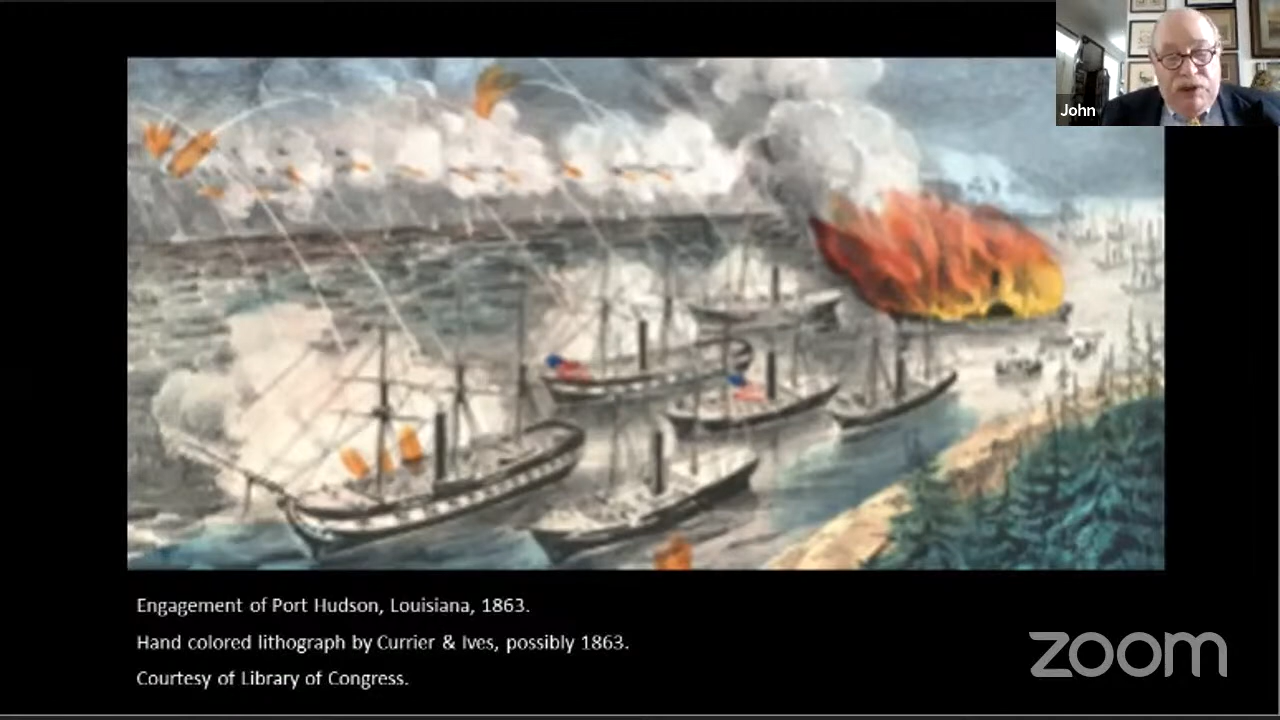 John
Engagement of Port Hudson, Louisiana, 1863.
Hand colored lithograph by Currier & Ives, possibly 1863.
Courtesy of Library of Congress.
zoom